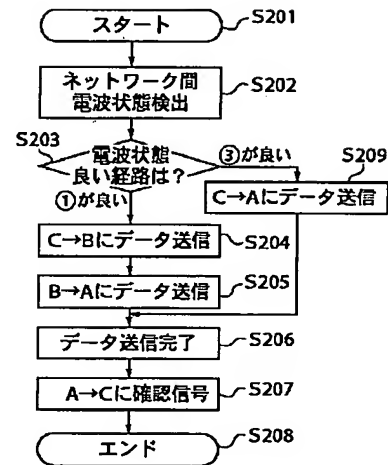 スタート
S201
ネットワーク間
電波状態検出
S202
S203
電波状態
良い経路は？
③が良い
S209
①が良い
C→Aにデータ送信
C→Bにデータ送信
S204
B→Aにデータ送信
S205
データ送信完了
S206
A→Cに確認信号
S207
エンド
S208